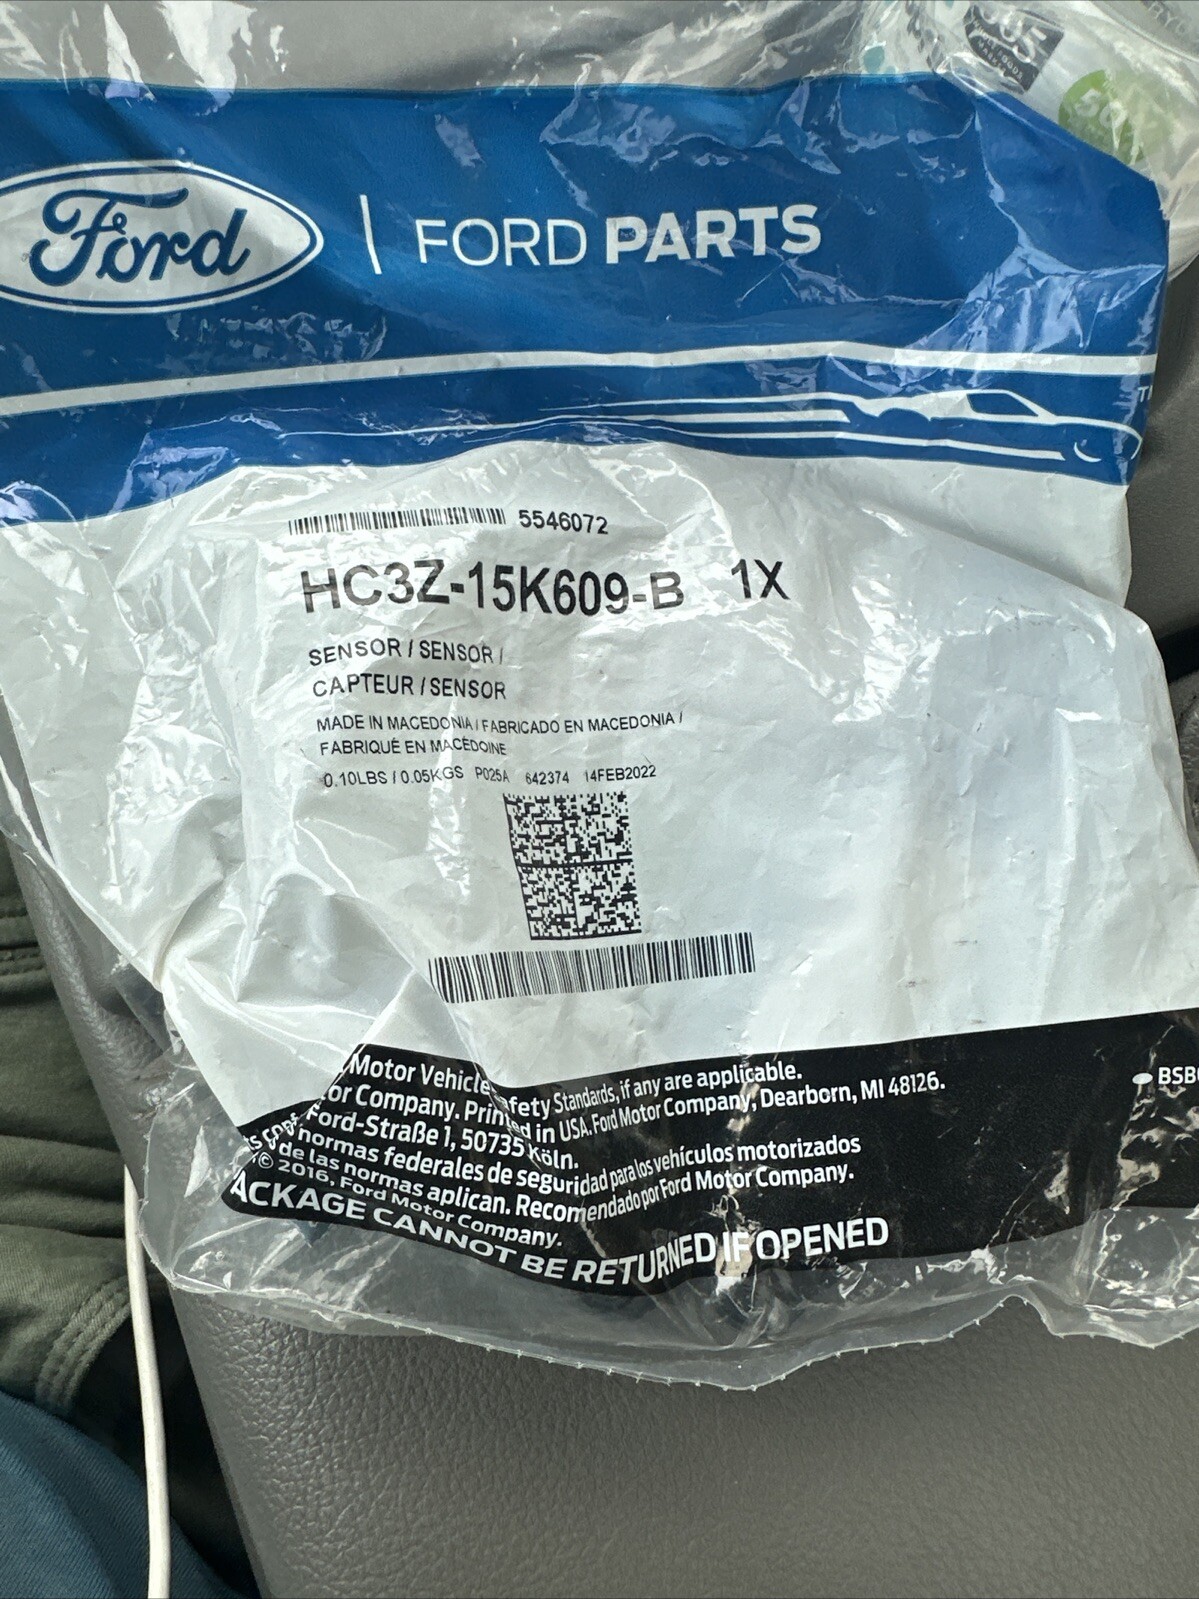 Ford | FORD PARTS
5546072
HC3Z-15K609-B 1X
SENSOR / SENSOR /
CAPTEUR / SENSOR
MADE IN MACEDONIA / FABRICADO EN MACEDONIA /
FABRIQUÉ EN MACÉDOINE
0.10LBS / 0.05KGS P025A 642374 14FEB2022
Motor Vehicle Standards, if any are applicable.
Company. Printed in USA. Ford Motor Company, Dearborn, MI 48126.
Ford-Straße 1, 50735 Köln.
normas federales de seguridad para los vehículos motorizados
de las normas aplican. Recomendado por Ford Motor Company.
© 2016, Ford Motor Company.
CANNOT BE RETURNED IF OPENED